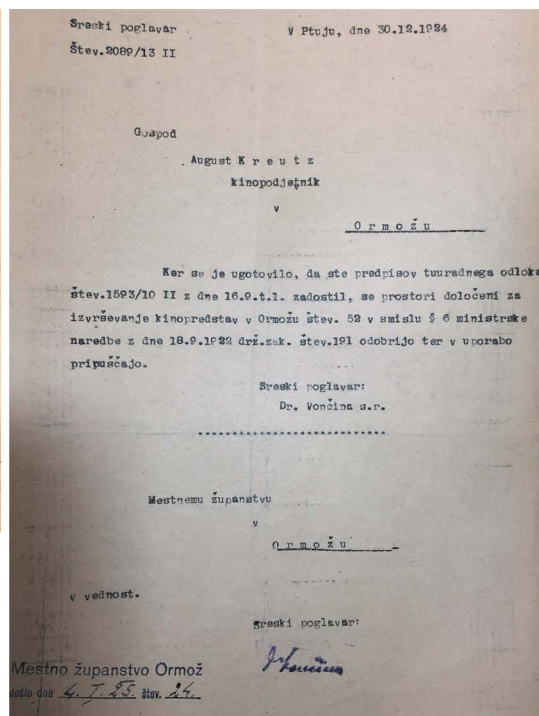 Sreski poglavar
V Ptuju, dne 30.12.1924
Štev.2089/13 II
Gospod
August K r e u t z
kinopodjetnik
v
O r m o ž u
Ker se je ugotovilo, da ste predpisov tuuradnega odloka
štev.1593/10 II z dne 16.9.t.l. zadostil, se prostori določeni za
izvrševanje kinopredstav v Ormožu štev. 52 v smislu § 6 ministrske
naredbe z dne 18.9.1922 drž.zak. štev.191 odobrijo ter v uporabo
pripuščajo.
Sreski poglavar:
Dr. Vončina s.r.
Mestnemu županstvu
v
O r m o ž u
v vednost.
sreski poglavar:
Mestno županstvo Ormož
došlo dne 4. I. 25. štev. 24.